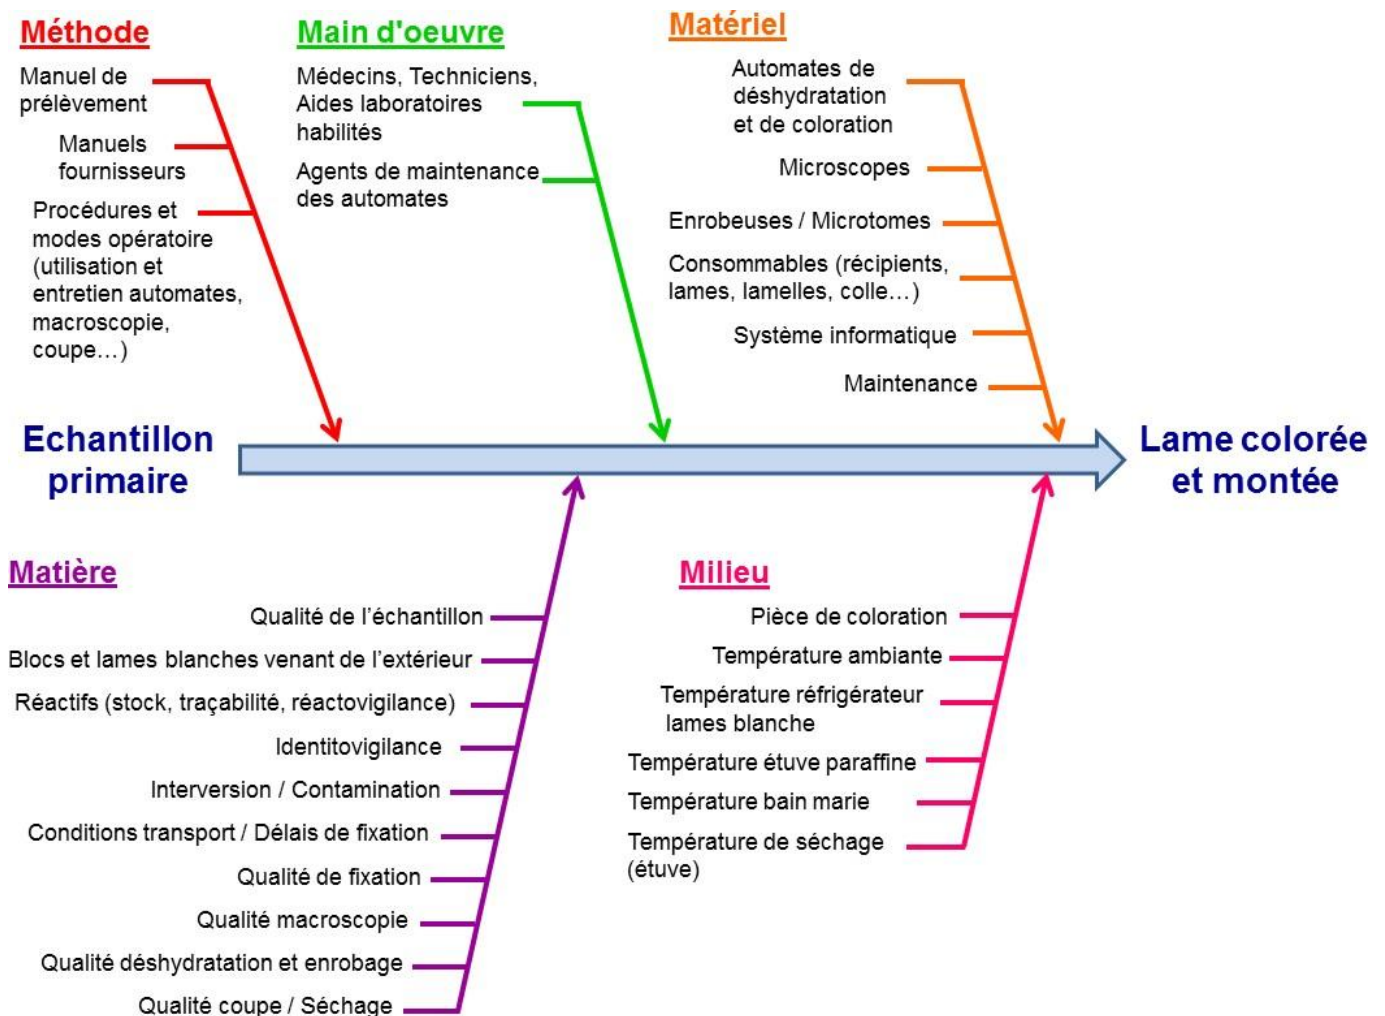 Méthode
Manuel de
prélèvement
Manuels
fournisseurs
Procédures et
modes opératoire
(utilisation et
entretien automates,
macroscopie,
coupe…)
Main d'oeuvre
Médecins, Techniciens,
Aides laboratoires
habilités
Agents de maintenance
des automates
Matériel
Automates de
déshydratation
et de coloration
Microscopes
Enrobeuses / Microtomes
Consommables (récipients,
lames, lamelles, colle…)
Système informatique
Maintenance
Echantillon
primaire
Lame colorée
et montée
Matière
Qualité de l’échantillon
Blocs et lames blanches venant de l’extérieur
Réactifs (stock, traçabilité, réactovigilance)
Identitovigilance
Interversion / Contamination
Conditions transport / Délais de fixation
Qualité de fixation
Qualité macroscopie
Qualité déshydratation et enrobage
Qualité coupe / Séchage
Milieu
Pièce de coloration
Température ambiante
Température réfrigérateur
lames blanche
Température étuve paraffine
Température bain marie
Température de séchage
(étuve)